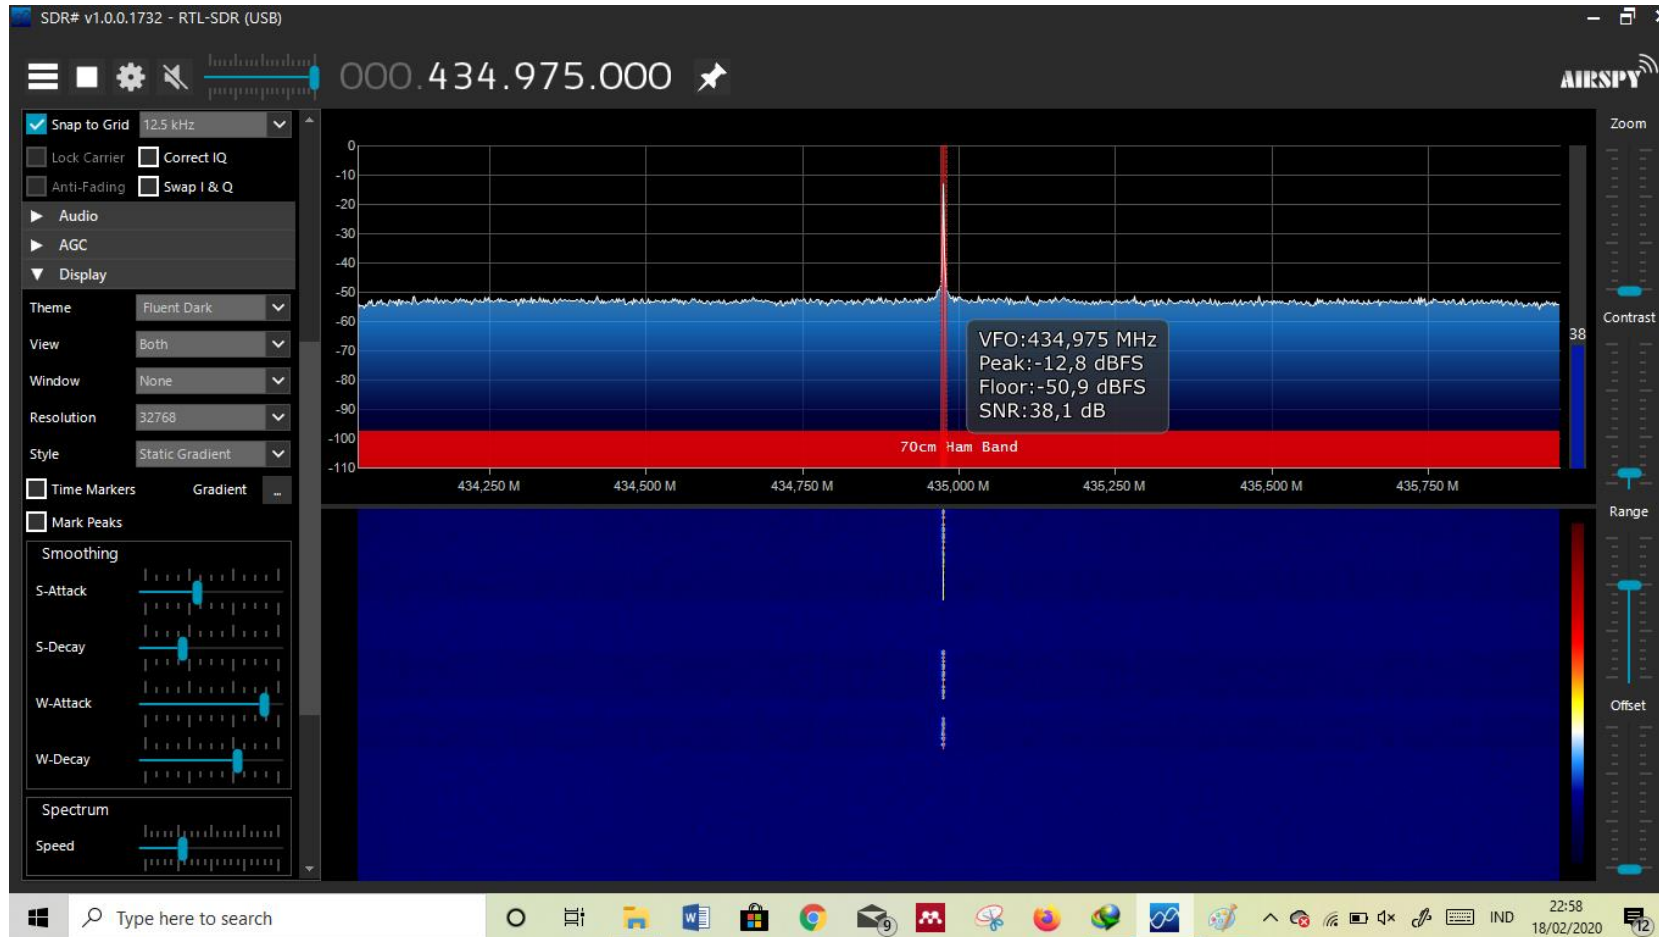 SDR# v1.0.0.1732 - RTL-SDR (USB)
000.434.975.000
AIRSPY
Snap to Grid 12.5 kHz
Lock Carrier Correct IQ
Anti-Fading Swap I & Q
Audio
AGC
Display
Theme Fluent Dark
View Both
Window None
Resolution 32768
Style Static Gradient
Time Markers Gradient ...
Mark Peaks
Smoothing
S-Attack
S-Decay
W-Attack
W-Decay
Spectrum
Speed
0
-10
-20
-30
-40
-50
-60
-70
-80
-90
-100
-110
VFO:434,975 MHz
Peak:-12,8 dBFS
Floor:-50,9 dBFS
SNR:38,1 dB
70cm Ham Band
434,250 M 434,500 M 434,750 M 435,000 M 435,250 M 435,500 M 435,750 M
38
Zoom
Contrast
Range
Offset
Type here to search
9
IND
22:58
18/02/2020
12